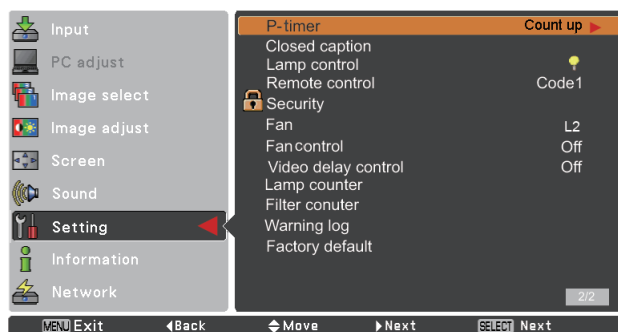 Input
PC adjust
Image select
Image adjust
Screen
Sound
Setting
Information
Network
P-timer Count up
Closed caption
Lamp control
Remote control Code1
Security
Fan L2
Fancontrol Off
Video delay control Off
Lamp counter
Filter conuter
Warning log
Factory default
2/2
MENU Exit Back Move Next SELECT Next